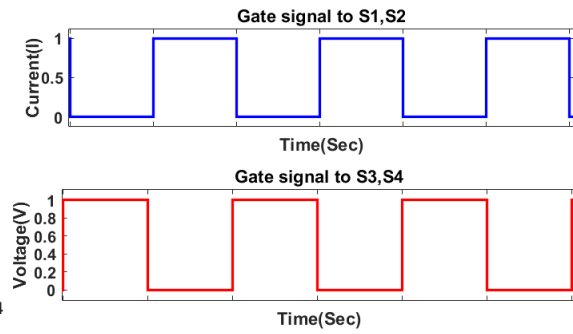 Gate signal to S1,S2
Current(I)
1
0.5
0
Time(Sec)
Gate signal to S3,S4
Voltage(V)
1
0.8
0.6
0.4
0.2
0
4
Time(Sec)